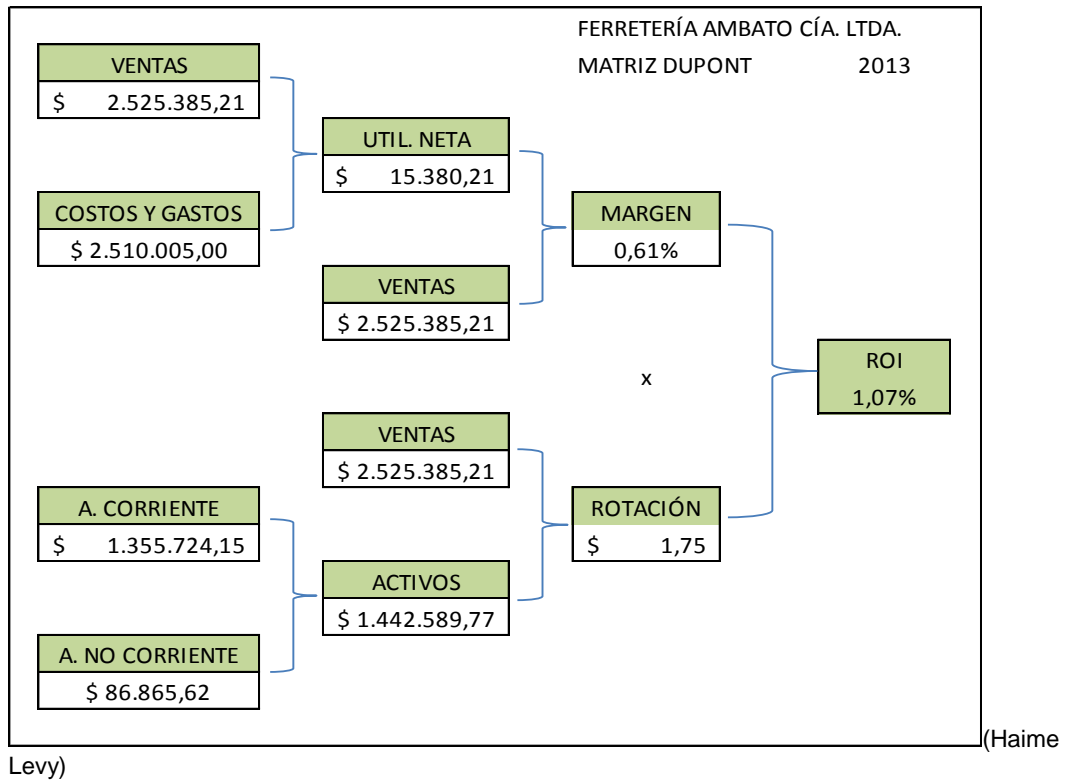 FERRETERÍA AMBATO CÍA. LTDA.
MATRIZ DUPONT 2013
VENTAS
$ 2.525.385,21
UTIL. NETA
$ 15.380,21
COSTOS Y GASTOS
$ 2.510.005,00
MARGEN
0,61%
VENTAS
$ 2.525.385,21
ROI
1,07%
x
VENTAS
$ 2.525.385,21
A. CORRIENTE
$ 1.355.724,15
ROTACIÓN
$ 1,75
ACTIVOS
$ 1.442.589,77
A. NO CORRIENTE
$ 86.865,62
(Haime
Levy)